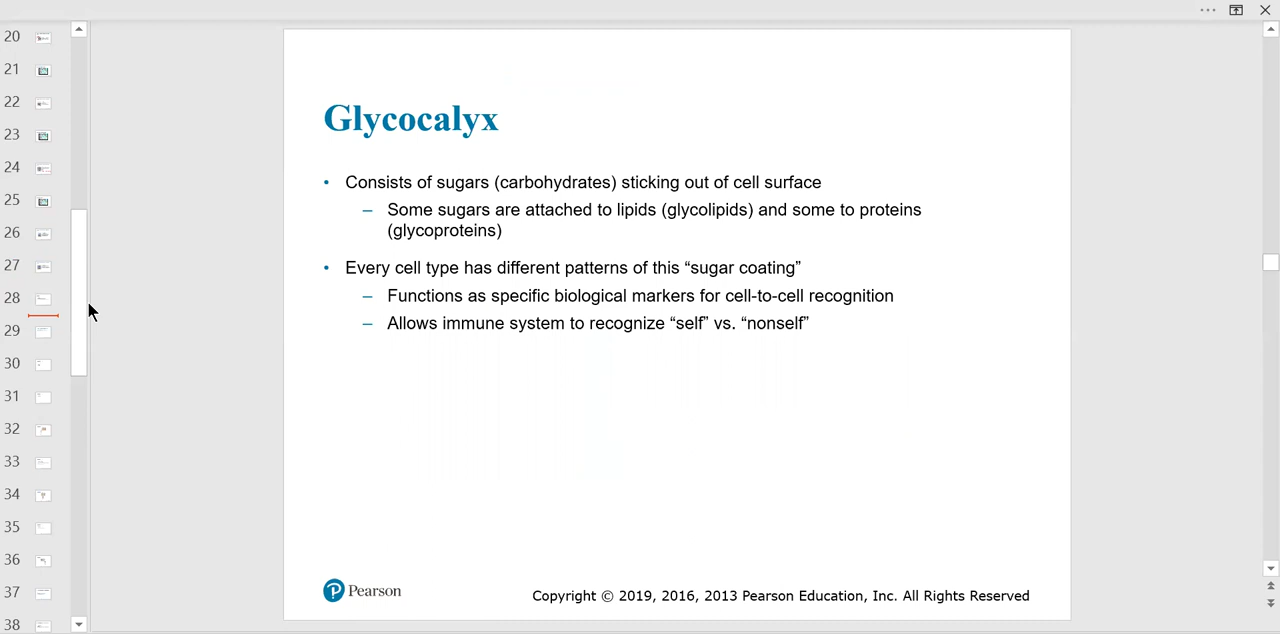 20
21
22
23
24
25
26
27
28
29
30
31
32
33
34
35
36
37
38
Glycocalyx
• Consists of sugars (carbohydrates) sticking out of cell surface
– Some sugars are attached to lipids (glycolipids) and some to proteins
(glycoproteins)
• Every cell type has different patterns of this “sugar coating”
– Functions as specific biological markers for cell-to-cell recognition
– Allows immune system to recognize “self” vs. “nonself”
P Pearson
Copyright © 2019, 2016, 2013 Pearson Education, Inc. All Rights Reserved